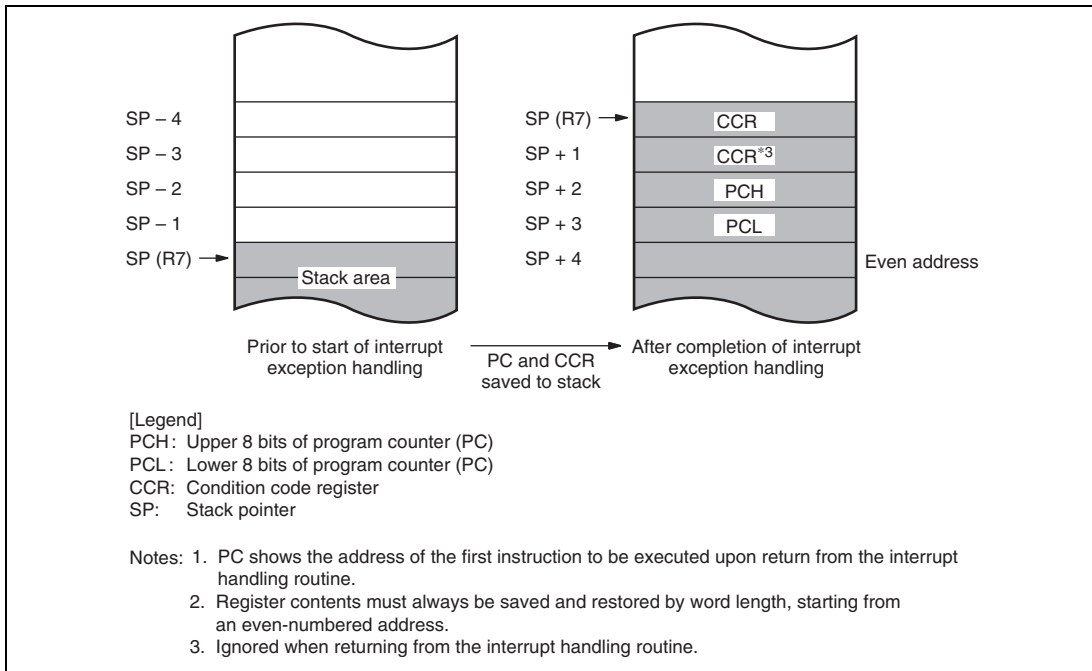 SP – 4
SP – 3
SP – 2
SP – 1
SP (R7)
Stack area
SP (R7)
SP + 1
SP + 2
SP + 3
SP + 4
CCR
CCR*3
PCH
PCL
Even address
Prior to start of interrupt
exception handling
PC and CCR
saved to stack
After completion of interrupt
exception handling
[Legend]
PCH: Upper 8 bits of program counter (PC)
PCL: Lower 8 bits of program counter (PC)
CCR: Condition code register
SP: Stack pointer
Notes: 1. PC shows the address of the first instruction to be executed upon return from the interrupt
handling routine.
2. Register contents must always be saved and restored by word length, starting from
an even-numbered address.
3. Ignored when returning from the interrupt handling routine.